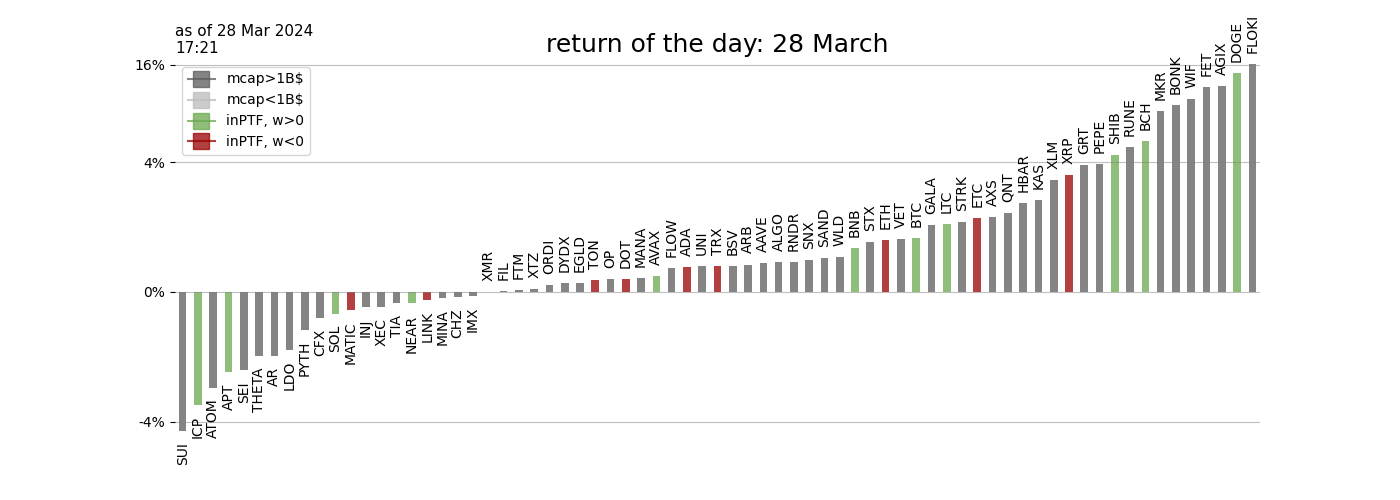 as of 28 Mar 2024
17:21
return of the day: 28 March
16%
4%
0%
-4%
mcap>1B$
mcap<1B$
inPTF, w>0
inPTF, w<0
SUI
ICP
ATOM
APT
SEI
THETA
AR
LDO
PYTH
CFX
SOL
MATIC
INJ
XEC
TIA
NEAR
LINK
MINA
CHZ
IMX
XMR
FIL
FTM
XTZ
ORDI
DYDX
EGLD
TON
OP
DOT
MANA
AVAX
FLOW
ADA
UNI
TRX
BSV
ARB
AAVE
ALGO
RNDR
SNX
SAND
WLD
BNB
STX
ETH
VET
BTC
GALA
LTC
STRK
ETC
AXS
QNT
HBAR
KAS
XLM
XRP
GRT
PEPE
SHIB
RUNE
BCH
MKR
BONK
WIF
FET
AGIX
DOGE
FLOKI